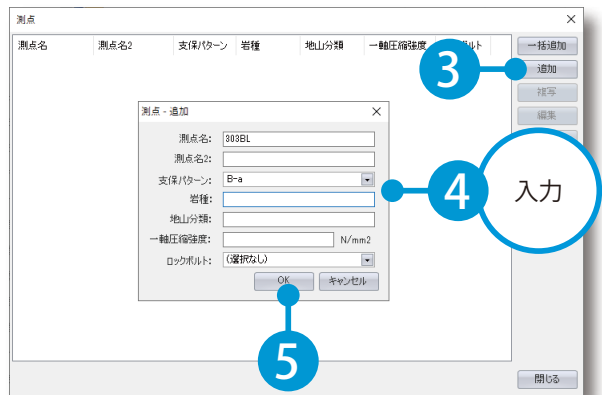 測点
測点名 測点名2 支保パターン 岩種 地山分類 一軸圧縮強度
一括追加
3
追加
複写
編集
測点 - 追加
測点名: 303BL
測点名2:
支保パターン: B-a
4
入力
岩種:
地山分類:
一軸圧縮強度: N/mm2
ロックボルト: (選択なし)
OK キャンセル
5
閉じる